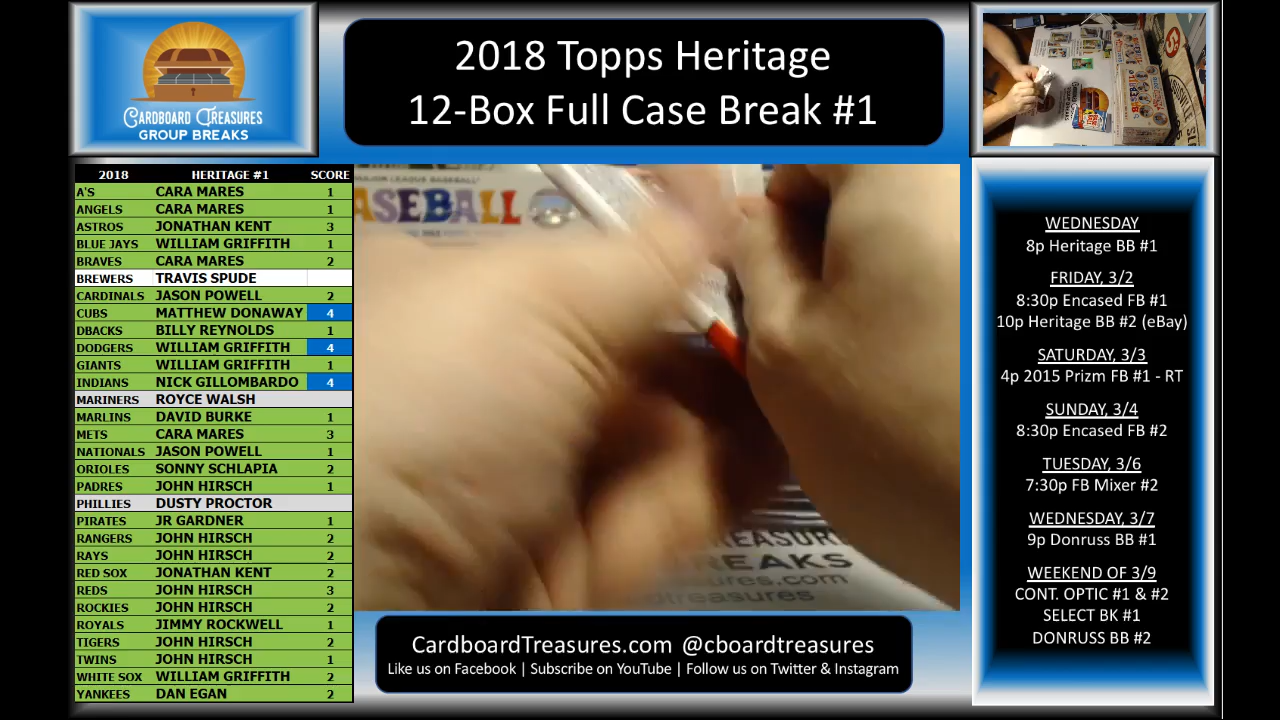 CARDBOARD TREASURES
GROUP BREAKS
2018 Topps Heritage
12-Box Full Case Break #1
2018 HERITAGE #1 SCORE
A'S CARA MARES 1
ANGELS CARA MARES 1
ASTROS JONATHAN KENT 3
BLUE JAYS WILLIAM GRIFFITH 1
BRAVES CARA MARES 2
BREWERS TRAVIS SPUDE
CARDINALS JASON POWELL 2
CUBS MATTHEW DONAWAY 4
DBACKS BILLY REYNOLDS 1
DODGERS WILLIAM GRIFFITH 4
GIANTS WILLIAM GRIFFITH 1
INDIANS NICK GILLOMBARDO 4
MARINERS ROYCE WALSH
MARLINS DAVID BURKE 1
METS CARA MARES 3
NATIONALS JASON POWELL 1
ORIOLES SONNY SCHLAPIA 2
PADRES JOHN HIRSCH 1
PHILLIES DUSTY PROCTOR
PIRATES JR GARDNER 1
RANGERS JOHN HIRSCH 2
RAYS JOHN HIRSCH 2
RED SOX JONATHAN KENT 2
REDS JOHN HIRSCH 3
ROCKIES JOHN HIRSCH 2
ROYALS JIMMY ROCKWELL 1
TIGERS JOHN HIRSCH 2
TWINS JOHN HIRSCH 1
WHITE SOX WILLIAM GRIFFITH 2
YANKEES DAN EGAN 2
MAJOR LEAGUE BASEBALL
ASEBALL
REASUR
REAKS
sures.com
dtreasures
CardboardTreasures.com @cboardtreasures
Like us on Facebook | Subscribe on YouTube | Follow us on Twitter & Instagram
WEDNESDAY
8p Heritage BB #1
FRIDAY, 3/2
8:30p Encased FB #1
10p Heritage BB #2 (eBay)
SATURDAY, 3/3
4p 2015 Prizm FB #1 - RT
SUNDAY, 3/4
8:30p Encased FB #2
TUESDAY, 3/6
7:30p FB Mixer #2
WEDNESDAY, 3/7
9p Donruss BB #1
WEEKEND OF 3/9
CONT. OPTIC #1 & #2
SELECT BK #1
DONRUSS BB #2